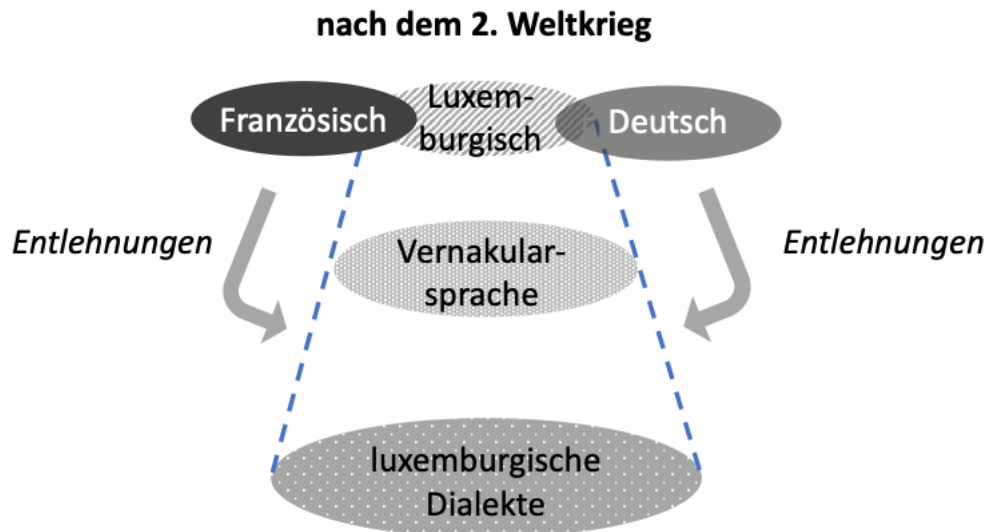 nach dem 2. Weltkrieg
Französisch
Luxem-
burgisch
Deutsch
Entlehnungen
Vernakular-
sprache
Entlehnungen
luxemburgische
Dialekte